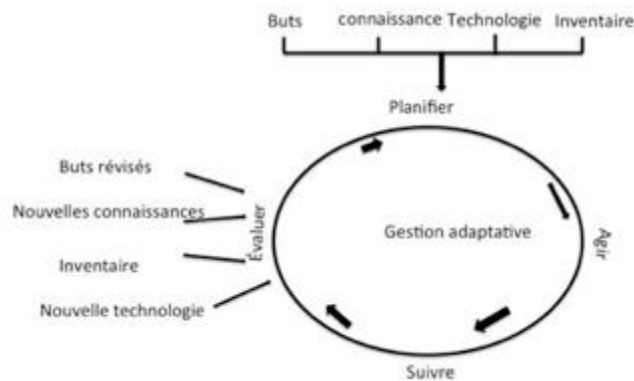 Buts connaissance Technologie Inventaire
Planifier
Buts révisés
Nouvelles connaissances
Inventaire
Nouvelle technologie
Évaluer
Gestion adaptative
Agir
Suivre